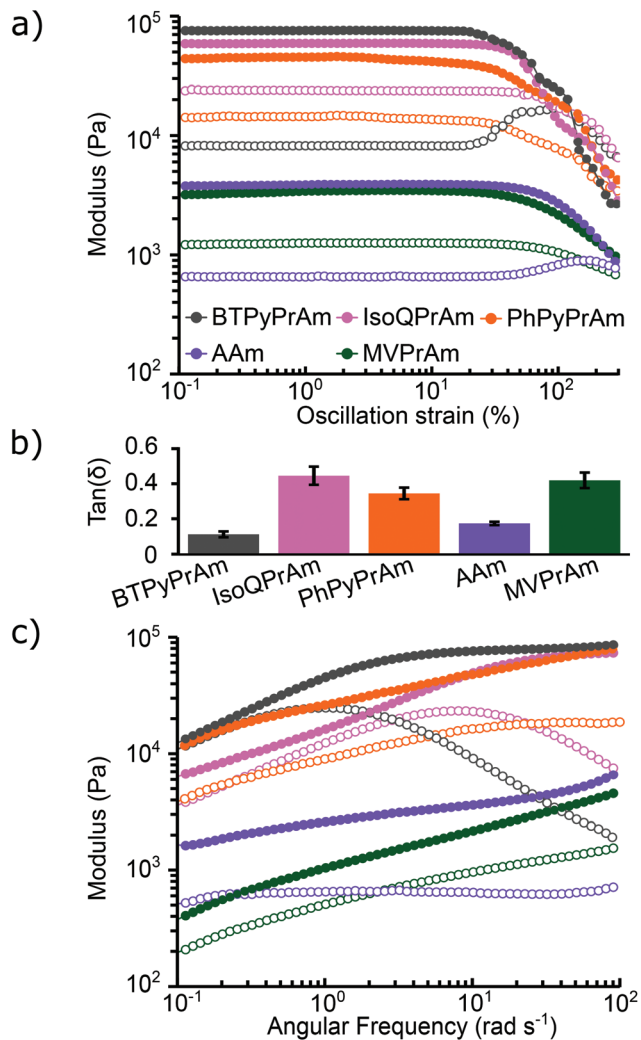 a)
10⁵
10⁴
10³
10²
Modulus (Pa)
BTPyPrAm IsoQPrAm PhPyPrAm
AAm MVPrAm
10⁻¹ 10⁰ 10¹ 10²
Oscillation strain (%)
b)
0.6
0.4
0.2
0
Tan(δ)
BTPyPrAm IsoQPrAm PhPyPrAm AAm MVPrAm
c)
10⁵
10⁴
10³
10²
Modulus (Pa)
10⁻¹ 10⁰ 10¹ 10²
Angular Frequency (rad s⁻¹)